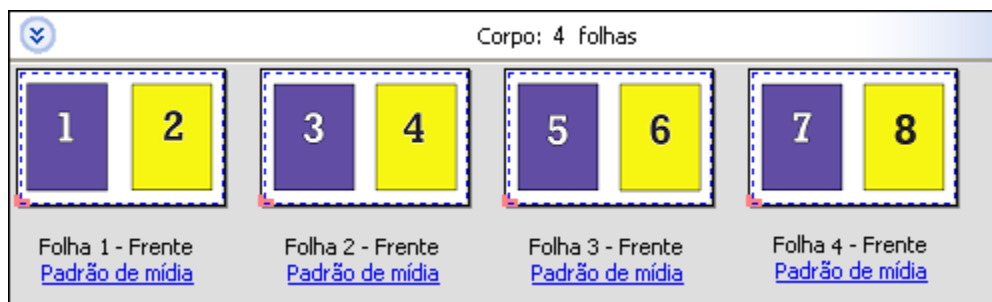 Corpo: 4 folhas
1 2 3 4 5 6 7 8
Folha 1 - Frente Folha 2 - Frente Folha 3 - Frente Folha 4 - Frente
Padrão de mídia Padrão de mídia Padrão de mídia Padrão de mídia